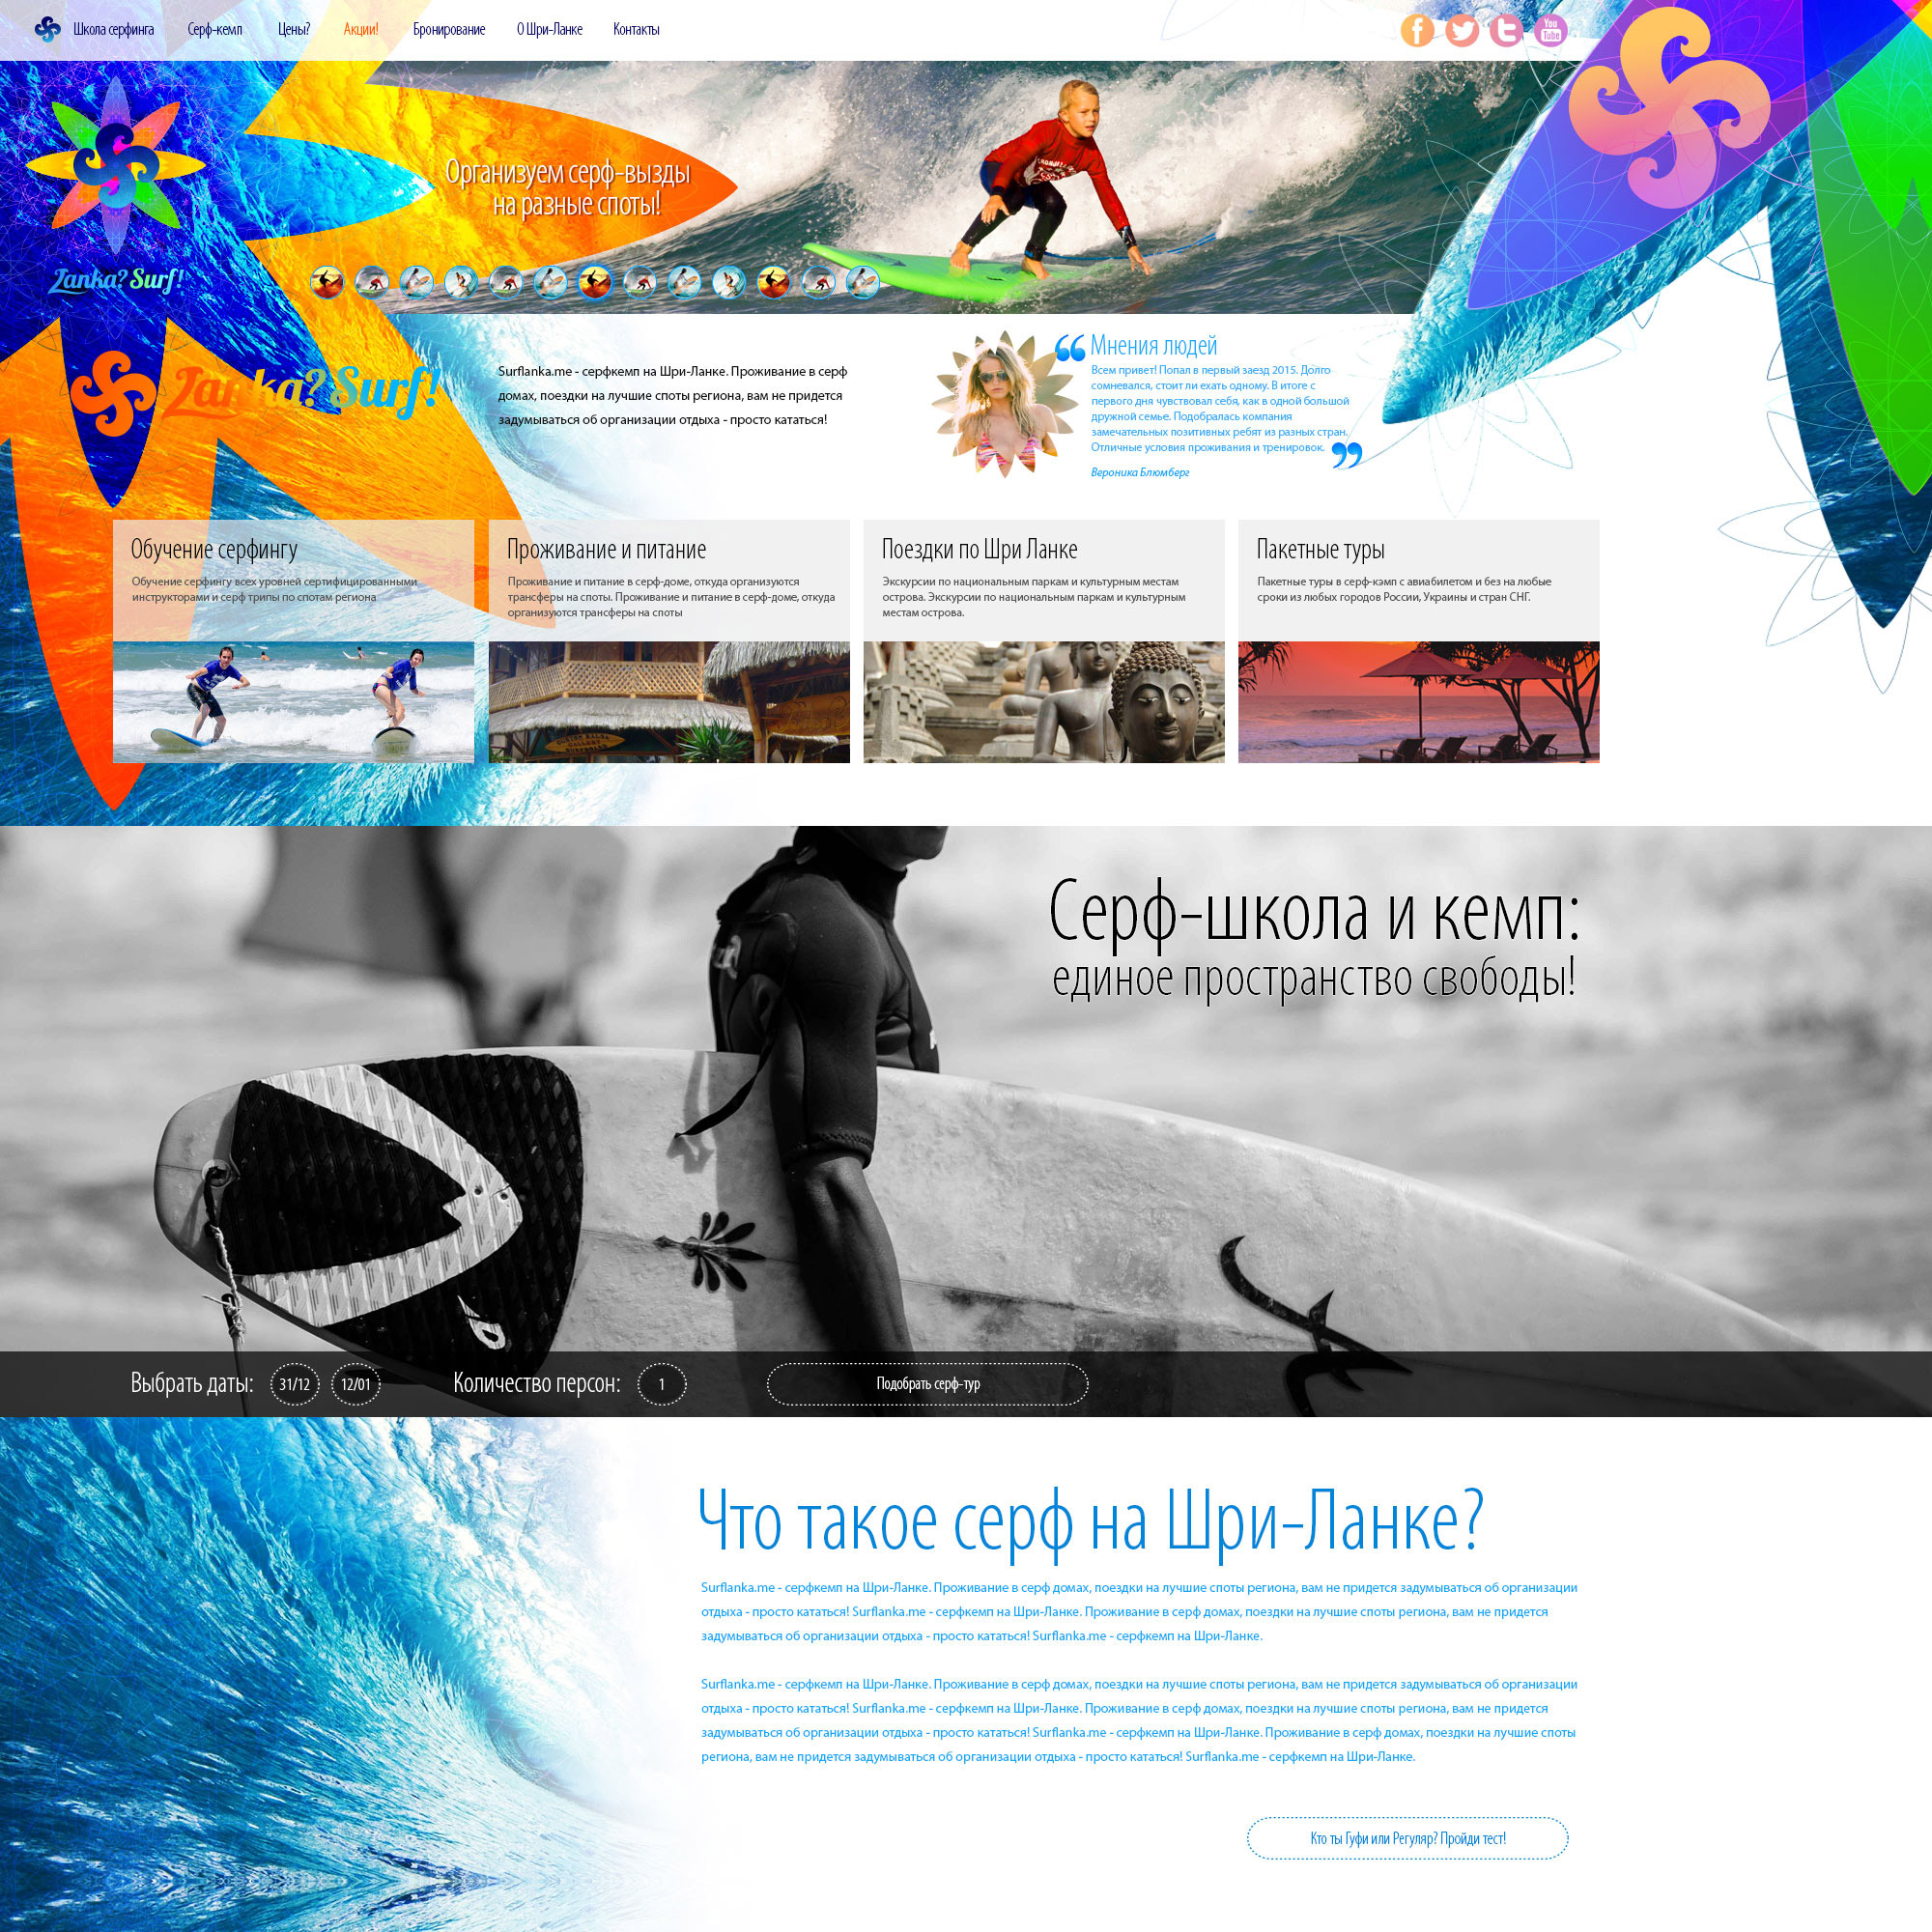 Школа серфинга Серф-кемп Цены? Акции! Бронирование О Шри-Ланке Контакты
You
Tube
Организуем серф-вызды
на разные споты!
Lanka? Surf!
Lanka? Surf!
Surflanka.me - серфкемп на Шри-Ланке. Проживание в серф
домах, поездки на лучшие споты региона, вам не придется
задумываться об организации отдыха - просто кататься!
Мнения людей
Всем привет! Попал в первый заезд 2015. Долго
сомневался, стоит ли ехать одному. В итоге с
первого дня чувствовал себя, как в одной большой
дружной семье. Подобралась компания
замечательных позитивных ребят из разных стран.
Отличные условия проживания и тренировок.
Вероника Блюмберг
Обучение серфингу
Обучение серфингу всех уровней сертифицированными
инструкторами и серф трипы по спотам региона
Проживание и питание
Проживание и питание в серф-доме, откуда организуются
трансферы на споты. Проживание и питание в серф-доме, откуда
организуются трансферы на споты
Поездки по Шри Ланке
Экскурсии по национальным паркам и культурным местам
острова. Экскурсии по национальным паркам и культурным
местам острова.
Пакетные туры
Пакетные туры в серф-кэмп с авиабилетом и без на любые
сроки из любых городов России, Украины и стран СНГ.
Серф-школа и кемп:
единое пространство свободы!
Выбрать даты: 31/12 12/01 Количество персон: 1 Подобрать серф-тур
Что такое серф на Шри-Ланке?
Surflanka.me - серфкемп на Шри-Ланке. Проживание в серф домах, поездки на лучшие споты региона, вам не придется задумываться об организации
отдыха - просто кататься! Surflanka.me - серфкемп на Шри-Ланке. Проживание в серф домах, поездки на лучшие споты региона, вам не придется
задумываться об организации отдыха - просто кататься! Surflanka.me - серфкемп на Шри-Ланке.
Surflanka.me - серфкемп на Шри-Ланке. Проживание в серф домах, поездки на лучшие споты региона, вам не придется задумываться об организации
отдыха - просто кататься! Surflanka.me - серфкемп на Шри-Ланке. Проживание в серф домах, поездки на лучшие споты региона, вам не придется
задумываться об организации отдыха - просто кататься! Surflanka.me - серфкемп на Шри-Ланке. Проживание в серф домах, поездки на лучшие споты
региона, вам не придется задумываться об организации отдыха - просто кататься! Surflanka.me - серфкемп на Шри-Ланке.
Кто ты Гуфи или Регуляр? Пройди тест!